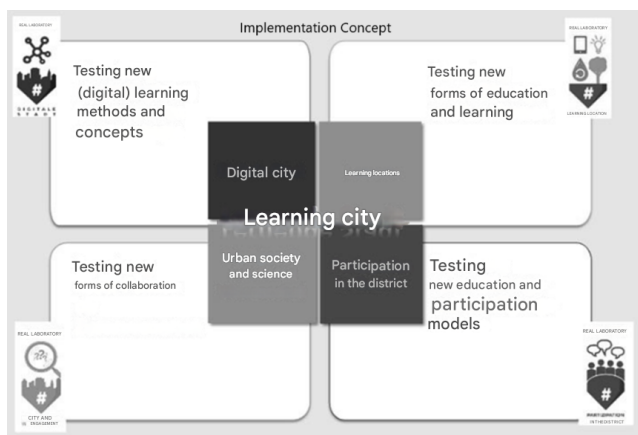 Implementation Concept
REAL LABORATORY
#
Testing new
(digital) learning
methods and
concepts
REAL LABORATORY
#
LEARNING LOCATION
Testing new
forms of education
and learning
Digital city
Learning locations
Learning city
Urban society
and science
Participation
in the district
Testing new
forms of collaboration
REAL LABORATORY
#
CITY AND
ENGAGEMENT
Testing
new education and
participation
models
REAL LABORATORY
#
INTHEDISTRICT